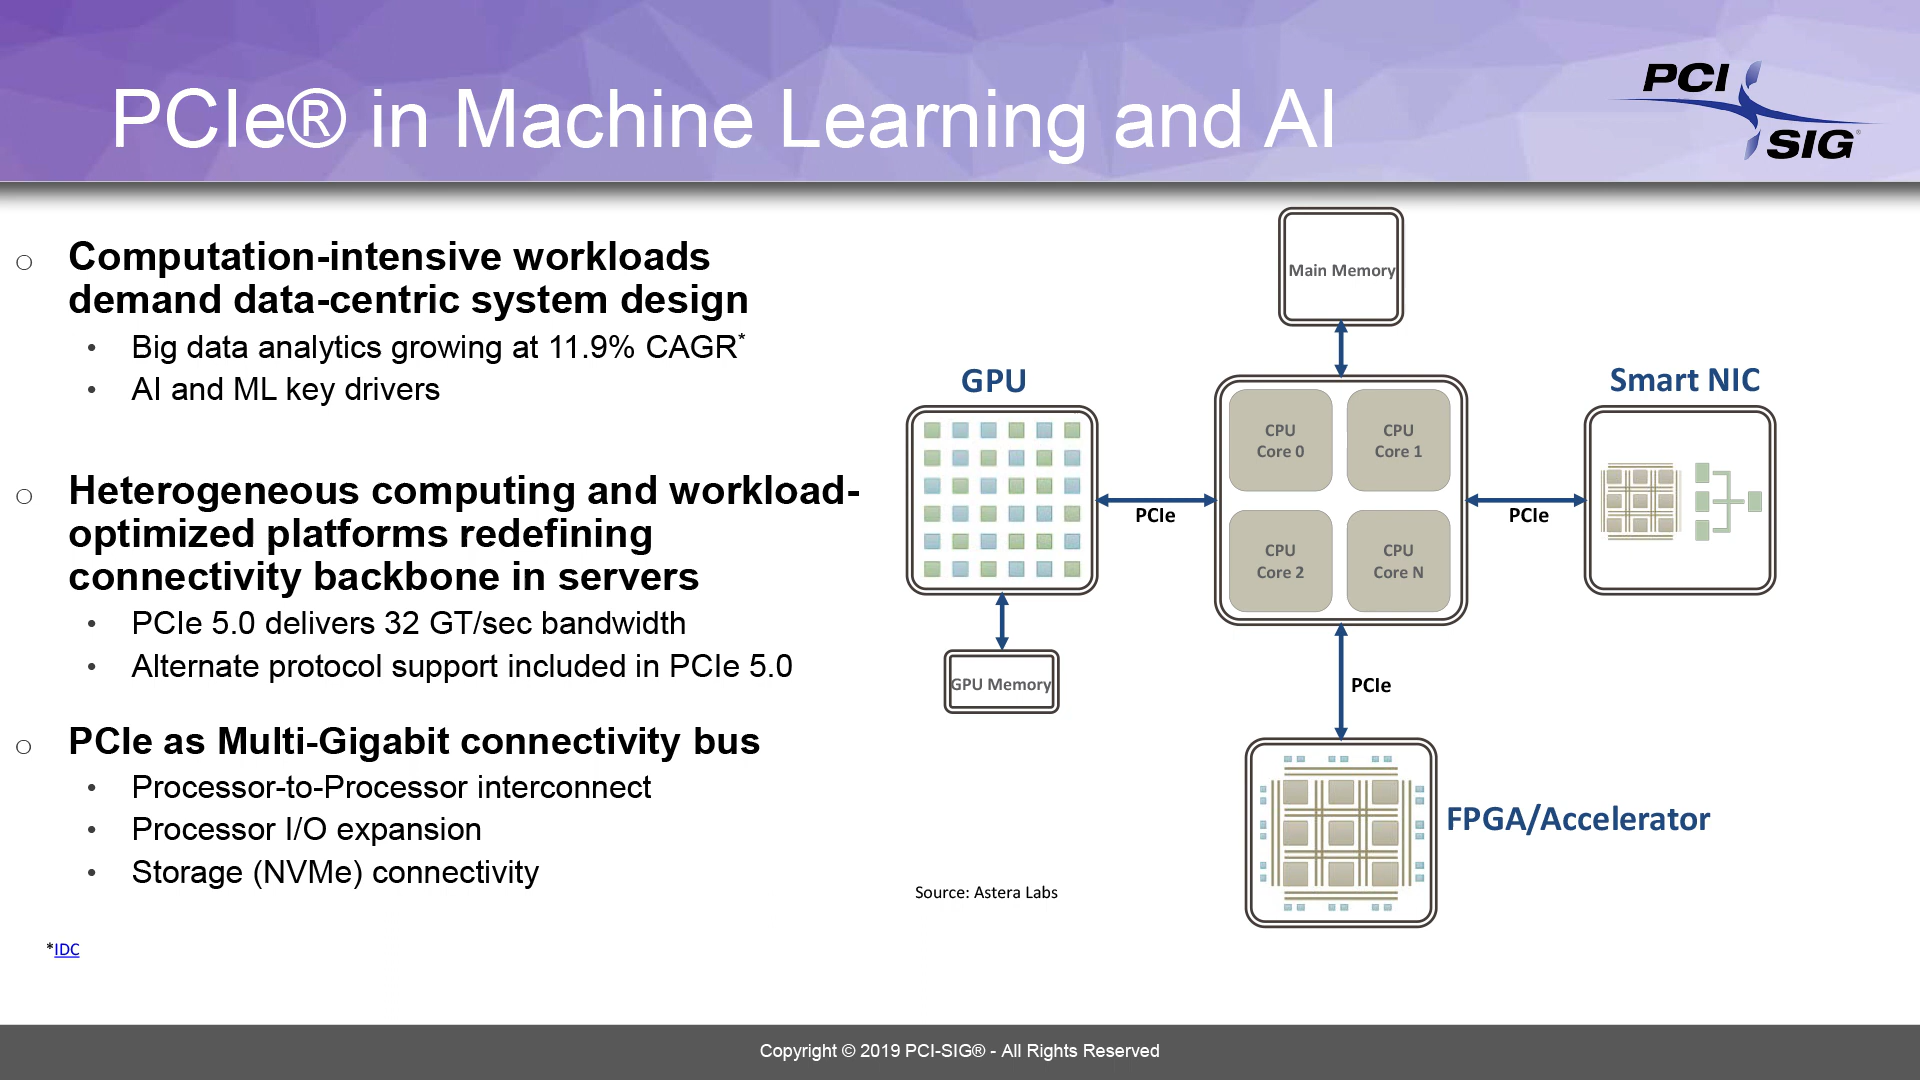 PCIe® in Machine Learning and AI
PCI
SIG®
○ Computation-intensive workloads
demand data-centric system design
• Big data analytics growing at 11.9% CAGR*
• AI and ML key drivers
○ Heterogeneous computing and workload-
optimized platforms redefining
connectivity backbone in servers
• PCIe 5.0 delivers 32 GT/sec bandwidth
• Alternate protocol support included in PCIe 5.0
○ PCIe as Multi-Gigabit connectivity bus
• Processor-to-Processor interconnect
• Processor I/O expansion
• Storage (NVMe) connectivity
*IDC
Main Memory
GPU
Smart NIC
CPU
Core 0
CPU
Core 1
PCIe
PCIe
CPU
Core 2
CPU
Core N
GPU Memory
PCIe
FPGA/Accelerator
Source: Astera Labs
Copyright © 2019 PCI-SIG® - All Rights Reserved